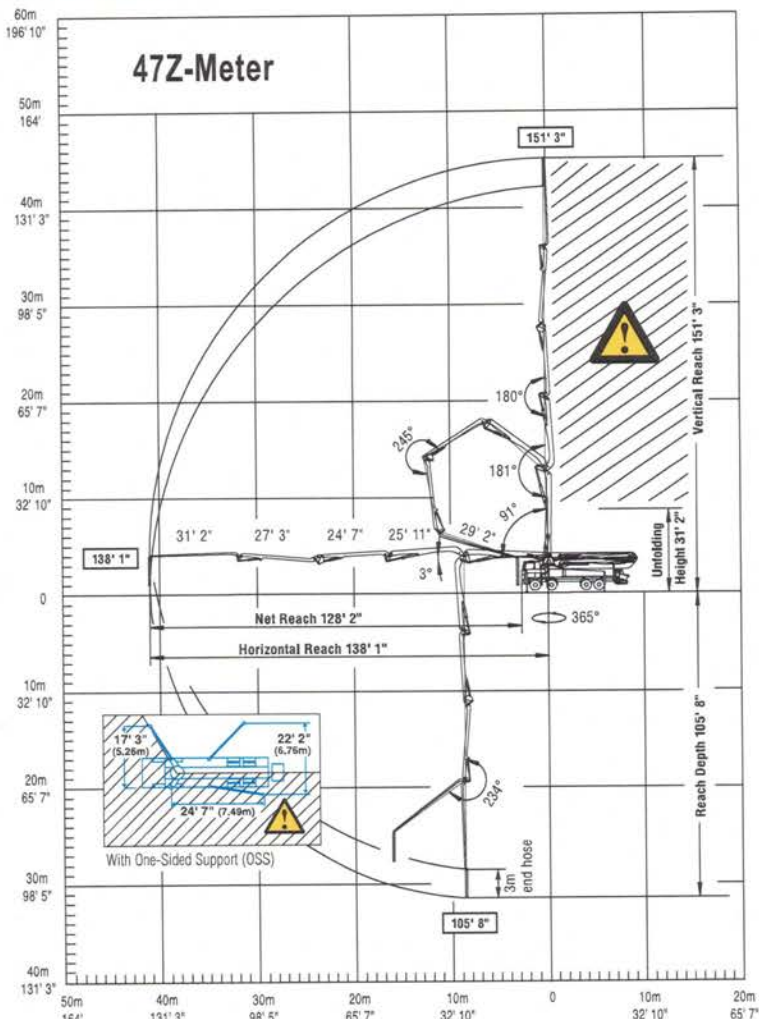 60m
196' 10"
47Z-Meter
50m
164'
151' 3"
40m
131' 3"
30m
98' 5"
Vertical Reach 151' 3"
20m
65' 7"
180°
245°
181°
10m
32' 10"
91°
31' 2"
27' 3"
24' 7"
25' 11"
29' 2"
Unfolding
Height 31' 2"
138' 1"
3°
0
Net Reach 128' 2"
365°
Horizontal Reach 138' 1"
10m
32' 10"
Reach Depth 105' 8"
17' 3"
(5.26m)
22' 2"
(6.76m)
20m
65' 7"
24' 7" (7.49m)
234°
With One-Sided Support (OSS)
3m
end hose
30m
98' 5"
105' 8"
40m
131' 3"
50m
40m
30m
20m
10m
0
10m
20m
164'
131' 3"
98' 5"
65' 7"
32' 10"
32' 10"
65' 7"